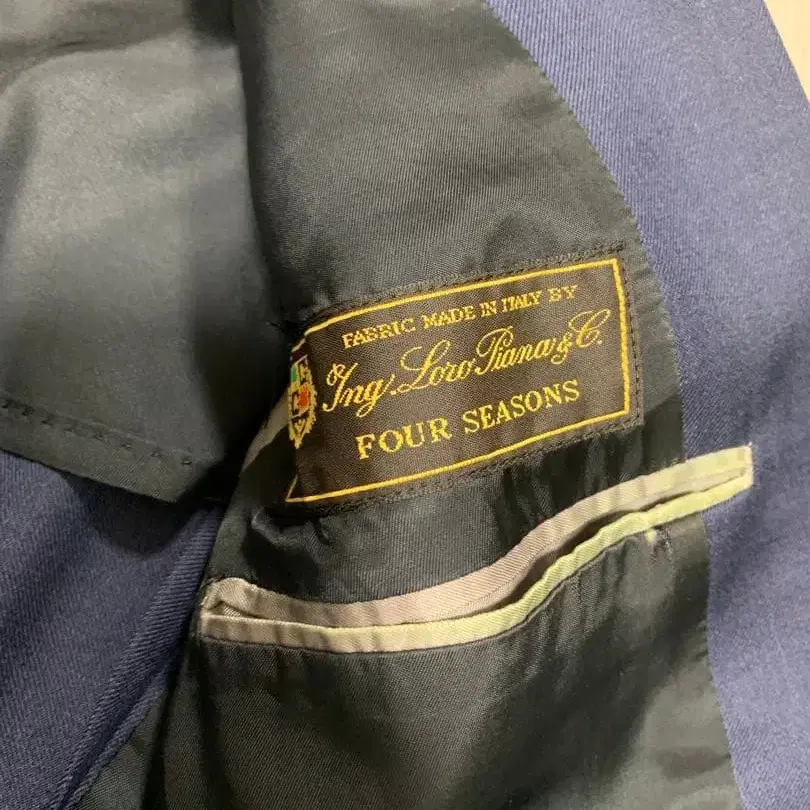 FABRIC MADE IN ITALY BY
Ing. Loro Piana & C.
FOUR SEASONS